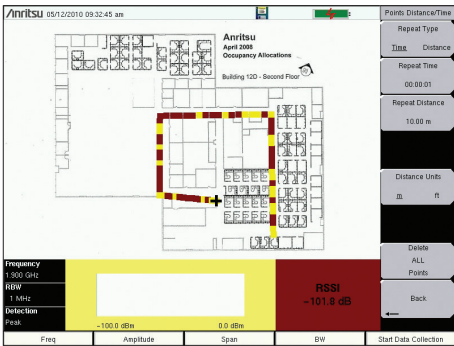 Anritsu 05/12/2010 09:32:45 am
Points Distance/Time
Repeat Type
Time Distance
Repeat Time
00:00:01
Repeat Distance
10.00 m
Distance Units
m ft
Delete
ALL
Points
Back
Anritsu
April 2008
Occupancy Allocations
Building 12D - Second Floor
Frequency
1.900 GHz
RBW
1 MHz
Detection
Peak
-100.0 dBm 0.0 dBm
RSSI
-101.8 dB
Freq Amplitude Span BW Start Data Collection